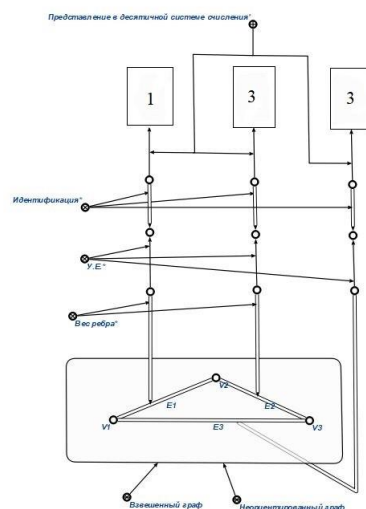 Представление в десятичной системе счисления*
1
3
3
Идентификация*
У.Е.*
Вес ребра*
V2
E1
E2
V1
E3
V3
Взвешенный граф
Неориентированный граф